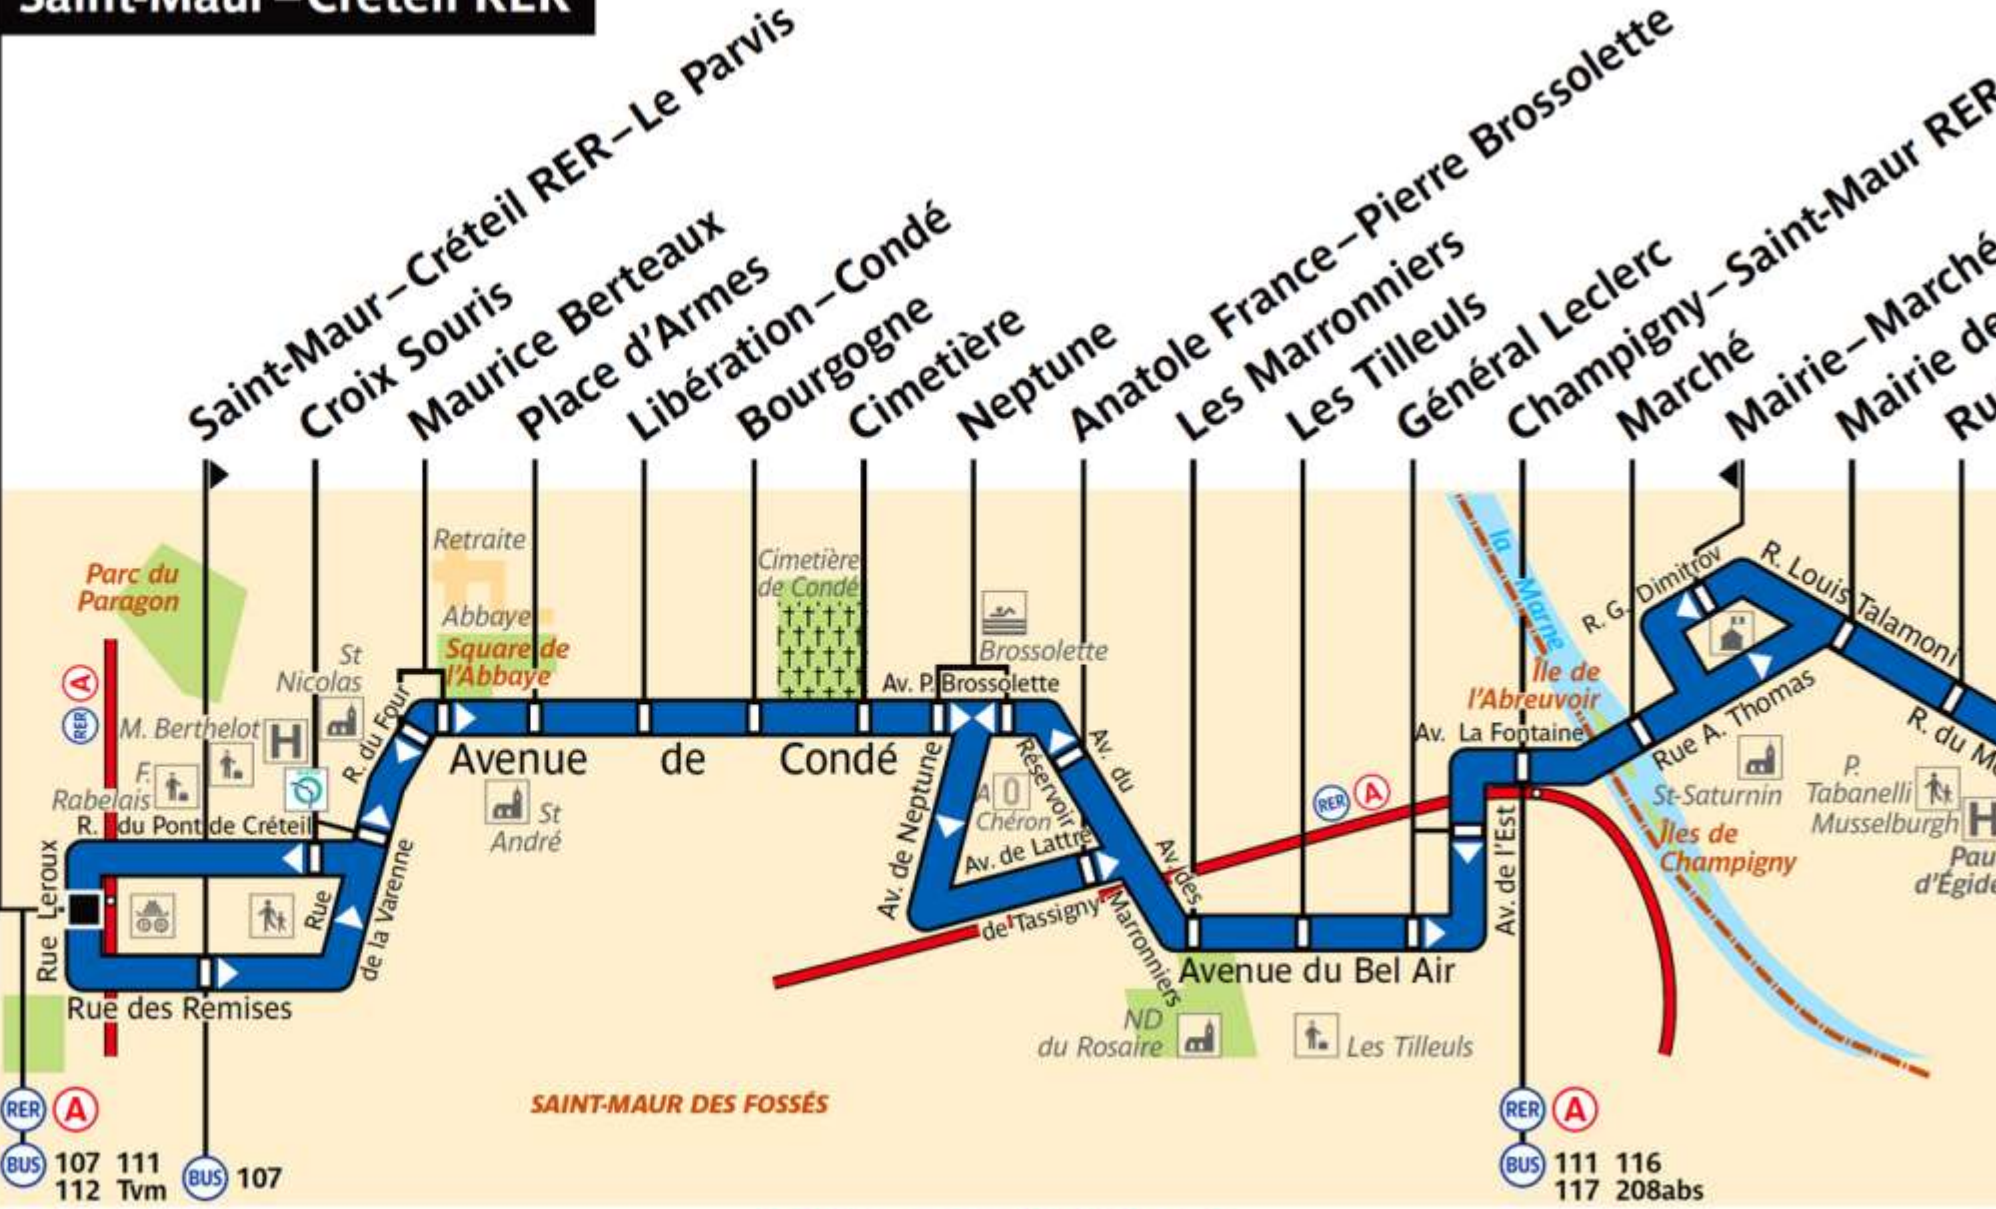 Saint-Maur–Créteil RER
Saint-Maur–Créteil RER–Le Parvis
Croix Souris
Maurice Berteaux
Place d'Armes
Libération–Condé
Bourgogne
Cimetière
Neptune
Anatole France–Pierre Brossolette
Les Marronniers
Les Tilleuls
Général Leclerc
Champigny–Saint-Maur RER
Marché
Mairie–Marché
Mairie de
Parc du
Paragon
RER A
M. Berthelot
H
F.
Rabelais
St
Nicolas
R. du Pont de Créteil
Rue Leroux
Rue des Remises
Rue
de la Varenne
R. du Four
Retraite
Abbaye
Square de
l'Abbaye
Avenue de Condé
St
André
Cimetière
de Condé
Brossolette
Av. P. Brossolette
Av. de Neptune
Réservoir
A
Chéron
Av. de Lattre
de Tassigny
Av. du
Av. des
Marronniers
RER A
Avenue du Bel Air
ND
du Rosaire
Les Tilleuls
la Marne
Île de
l'Abreuvoir
Av. La Fontaine
Av. de l'Est
Îles de
Champigny
R. G. Dimitrov
R. Louis Talamoni
Rue A. Thomas
St-Saturnin
P.
Tabanelli
Musselburgh
H
d'Égide
SAINT-MAUR DES FOSSÉS
RER A
BUS 107 111
112 Tvm
BUS 107
RER A
BUS 111 116
117 208abs